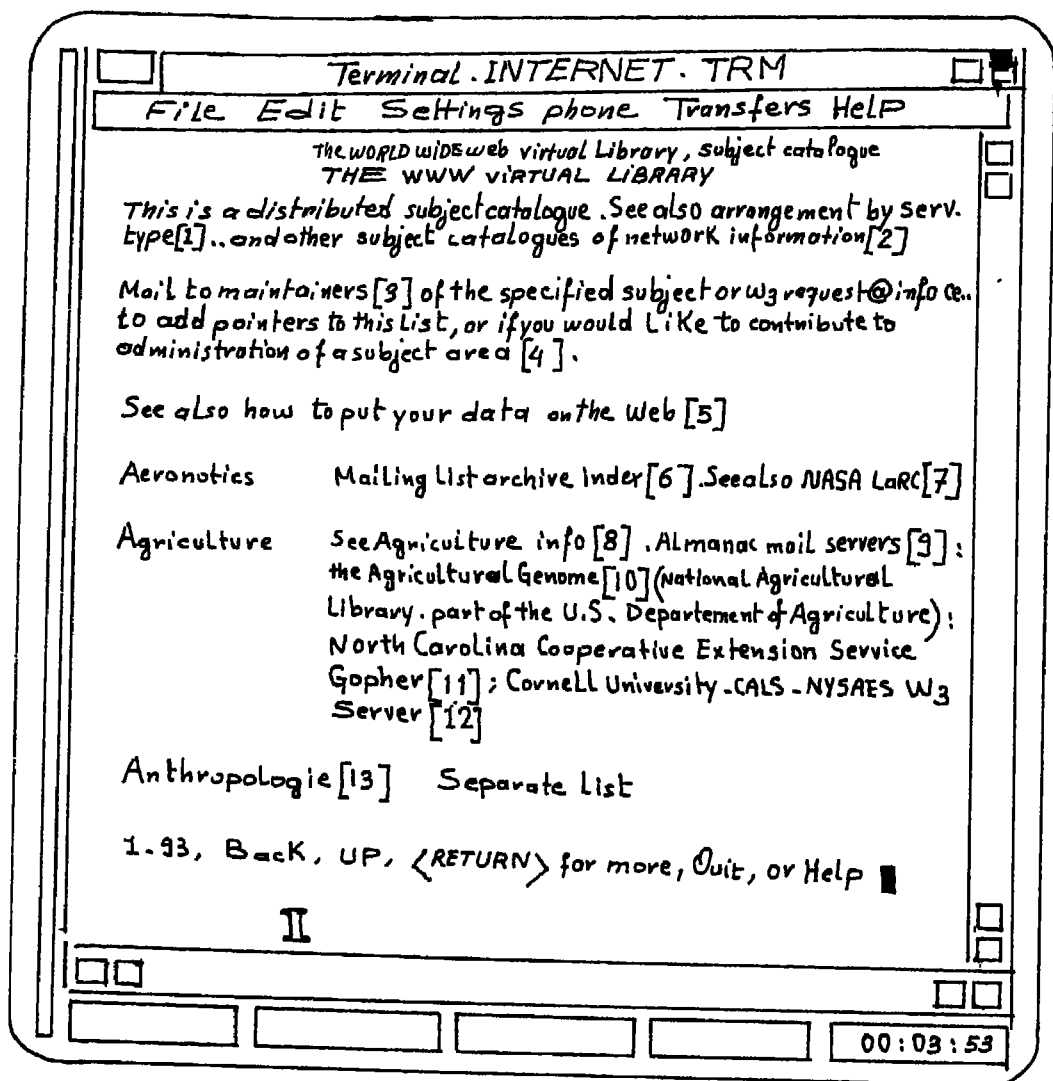 Terminal.INTERNET.TRM
File Edit Settings phone Transfers Help
The WORLD WIDE Web virtual Library, subject catalogue
THE WWW VIRTUAL LIBRARY
This is a distributed subject catalogue. See also arrangement by serv.
type[1]..and other subject catalogues of network information[2]
Mail to maintainers[3] of the specified subject or W3 request@info ce..
to add pointers to this List, or if you would Like to contribute to
administration of a subject area [4].
See also how to put your data on the Web [5]
Aeronotics Mailing List archive Inder[6]. See also NASA LaRC[7]
Agriculture See Agriculture info [8]. Almanac mail servers[9]:
the Agricultural Genome[10](National Agricultural
Library. part of the U.S. Departement of Agriculture):
North Carolina Cooperative Extension Service
Gopher[11]; Cornell University-CALS-NYSAES W3
Server[12]
Anthropologie[13] Separate list
1-93, Back, UP, <RETURN> for more, Quit, or Help
00:03:53